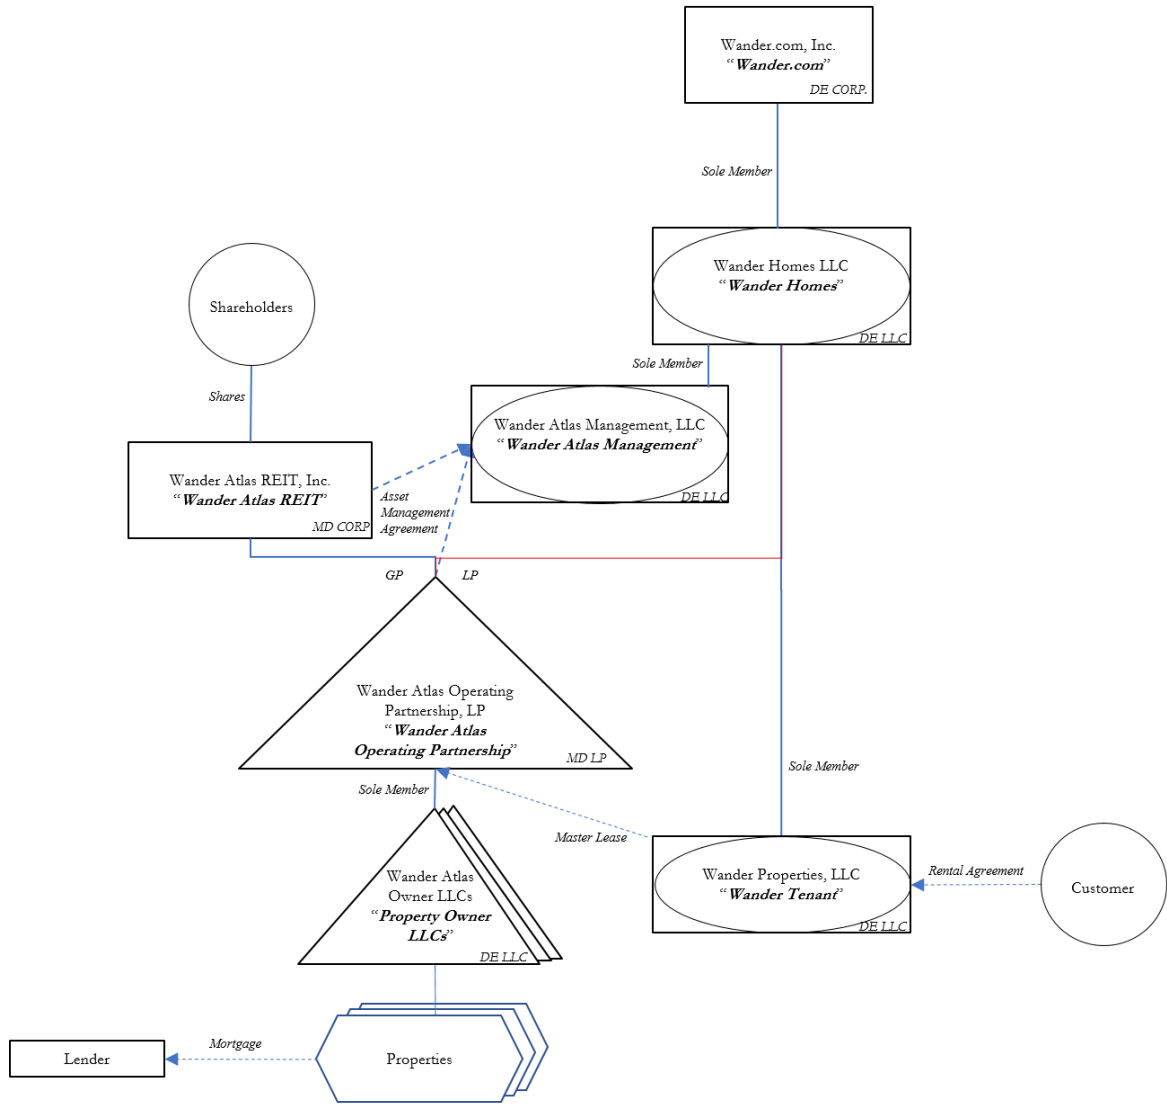 Wander.com, Inc.
“Wander.com”
DE CORP.
Sole Member
Wander Homes LLC
“Wander Homes”
DE LLC
Shareholders
Sole Member
Shares
Wander Atlas Management, LLC
“Wander Atlas Management”
DE LLC
Wander Atlas REIT, Inc.
“Wander Atlas REIT”
MD CORP
Asset
Management
Agreement
GP
LP
Wander Atlas Operating
Partnership, LP
“Wander Atlas
Operating Partnership”
MD LP
Sole Member
Sole Member
Master Lease
Wander Properties, LLC
“Wander Tenant”
DE LLC
Rental Agreement
Customer
Wander Atlas
Owner LLCs
“Property Owner
LLCs”
DE LLC
Mortgage
Lender
Properties